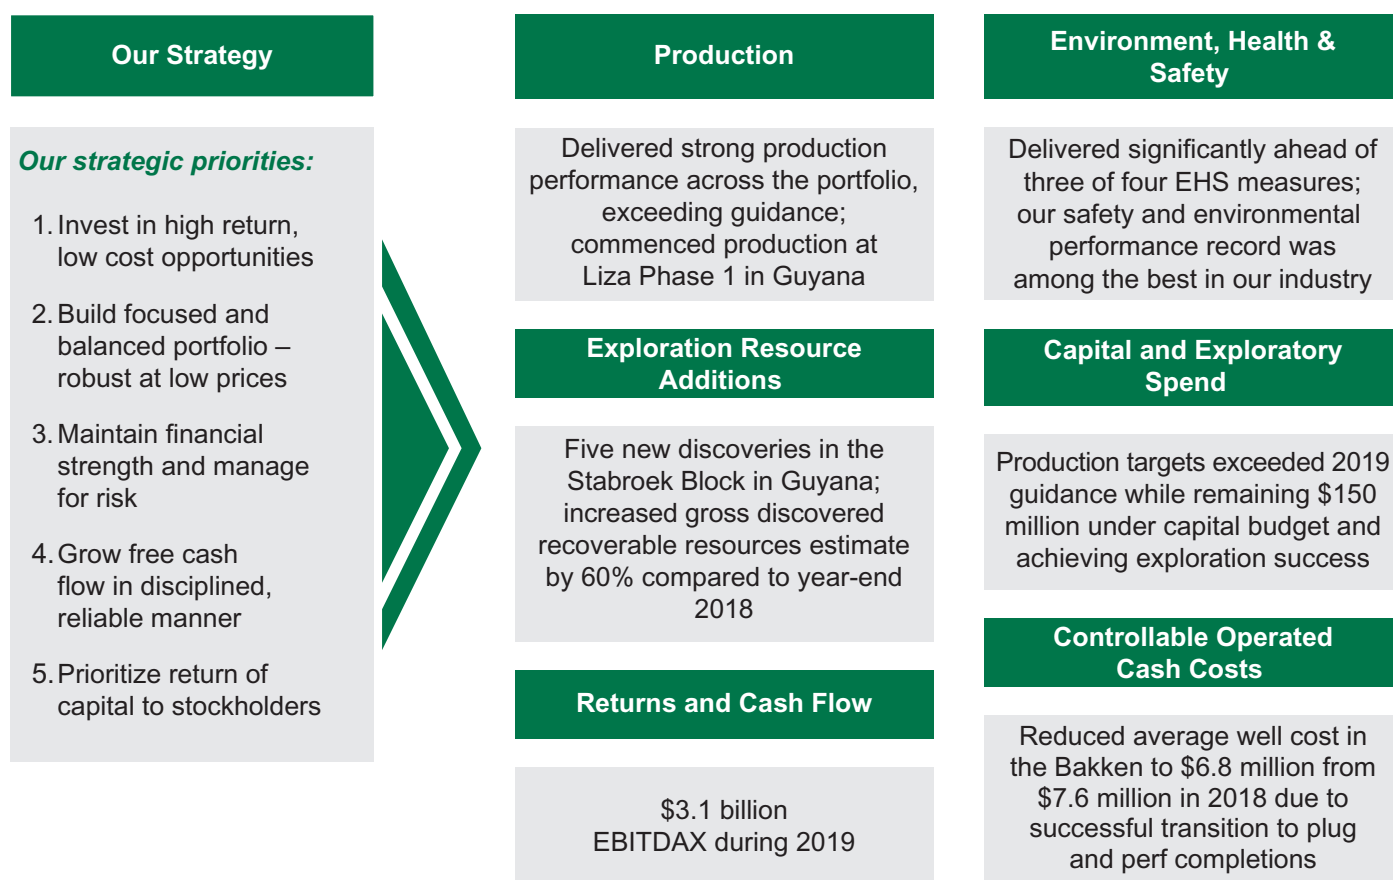 Our Strategy
Our strategic priorities:
1. Invest in high return,
low cost opportunities
2. Build focused and
balanced portfolio –
robust at low prices
3. Maintain financial
strength and manage
for risk
4. Grow free cash
flow in disciplined,
reliable manner
5. Prioritize return of
capital to stockholders
Production
Delivered strong production
performance across the portfolio,
exceeding guidance;
commenced production at
Liza Phase 1 in Guyana
Exploration Resource
Additions
Five new discoveries in the
Stabroek Block in Guyana;
increased gross discovered
recoverable resources estimate
by 60% compared to year-end
2018
Returns and Cash Flow
$3.1 billion
EBITDAX during 2019
Environment, Health &
Safety
Delivered significantly ahead of
three of four EHS measures;
our safety and environmental
performance record was
among the best in our industry
Capital and Exploratory
Spend
Production targets exceeded 2019
guidance while remaining $150
million under capital budget and
achieving exploration success
Controllable Operated
Cash Costs
Reduced average well cost in
the Bakken to $6.8 million from
$7.6 million in 2018 due to
successful transition to plug
and perf completions